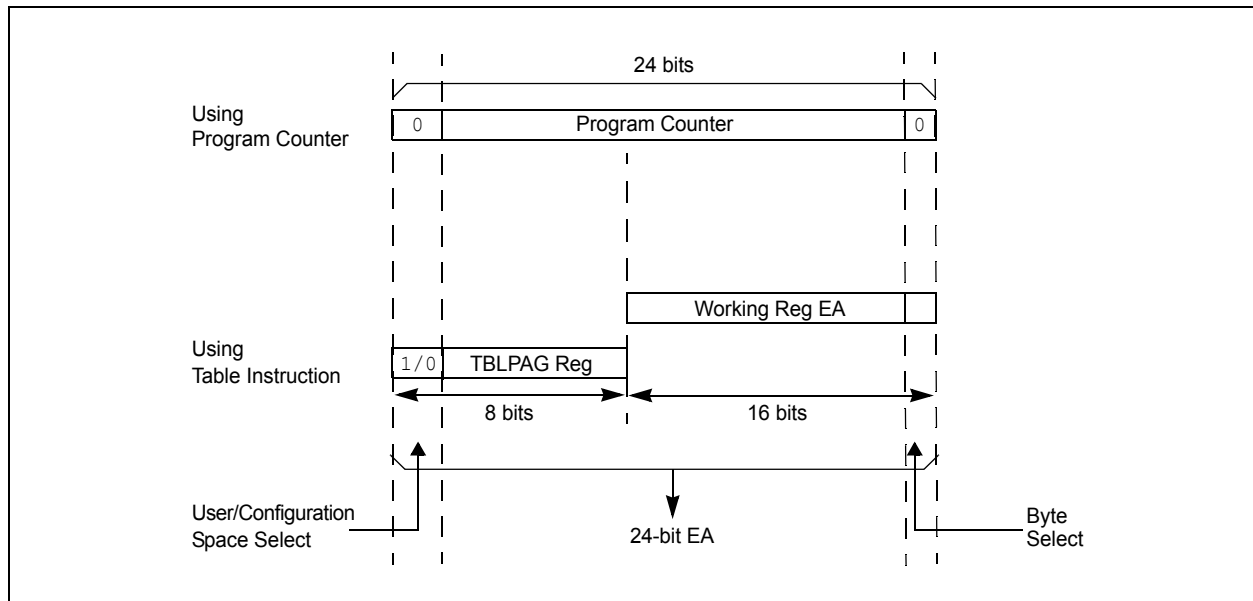 24 bits
Using
Program Counter
0
Program Counter
0
Working Reg EA
Using
Table Instruction
1/0
TBLPAG Reg
8 bits
16 bits
User/Configuration
Space Select
24-bit EA
Byte
Select